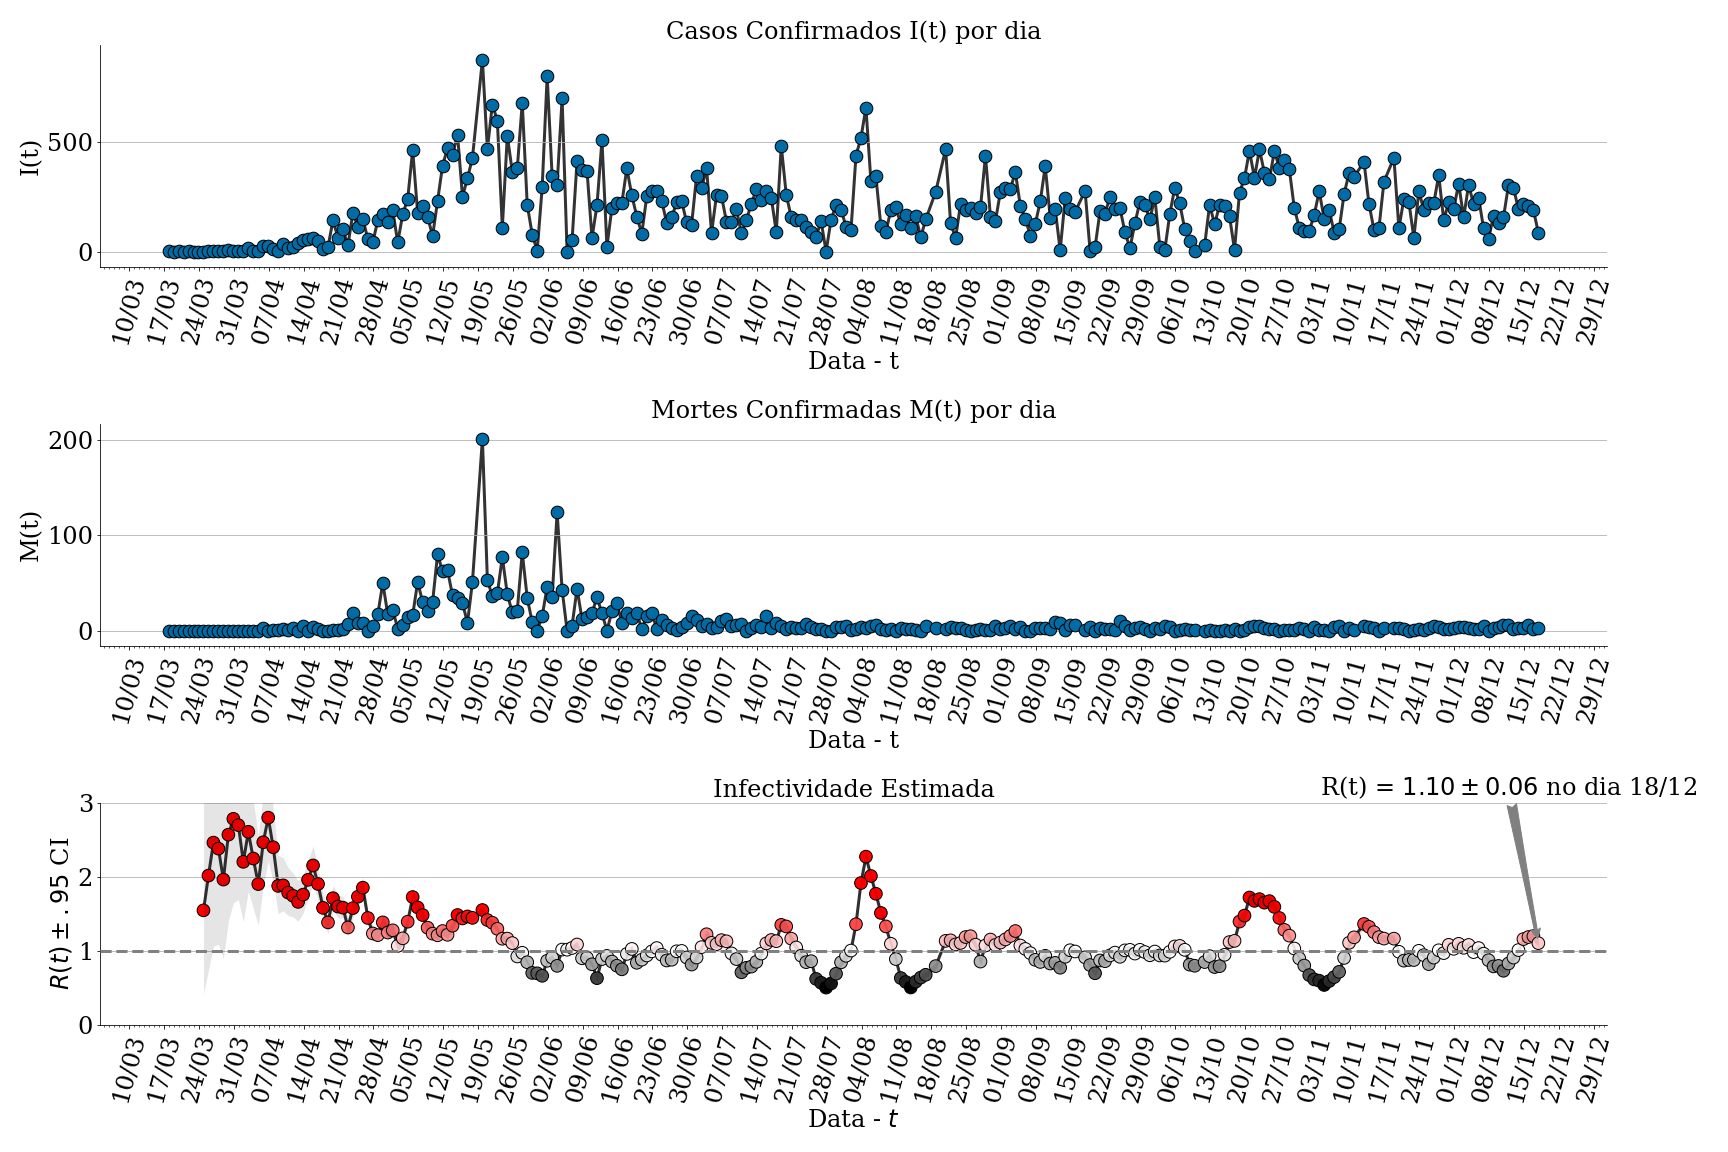 Casos Confirmados I(t) por dia
I(t)
500
0
10/03 17/03 24/03 31/03 07/04 14/04 21/04 28/04 05/05 12/05 19/05 26/05 02/06 09/06 16/06 23/06 30/06 07/07 14/07 21/07 28/07 04/08 11/08 18/08 25/08 01/09 08/09 15/09 22/09 29/09 06/10 13/10 20/10 27/10 03/11 10/11 17/11 24/11 01/12 08/12 15/12 22/12 29/12
Data - t
Mortes Confirmadas M(t) por dia
M(t)
200
100
0
10/03 17/03 24/03 31/03 07/04 14/04 21/04 28/04 05/05 12/05 19/05 26/05 02/06 09/06 16/06 23/06 30/06 07/07 14/07 21/07 28/07 04/08 11/08 18/08 25/08 01/09 08/09 15/09 22/09 29/09 06/10 13/10 20/10 27/10 03/11 10/11 17/11 24/11 01/12 08/12 15/12 22/12 29/12
Data - t
Infectividade Estimada
R(t) = 1.10 ± 0.06 no dia 18/12
R(t) ± .95 CI
3
2
1
0
10/03 17/03 24/03 31/03 07/04 14/04 21/04 28/04 05/05 12/05 19/05 26/05 02/06 09/06 16/06 23/06 30/06 07/07 14/07 21/07 28/07 04/08 11/08 18/08 25/08 01/09 08/09 15/09 22/09 29/09 06/10 13/10 20/10 27/10 03/11 10/11 17/11 24/11 01/12 08/12 15/12 22/12 29/12
Data - t